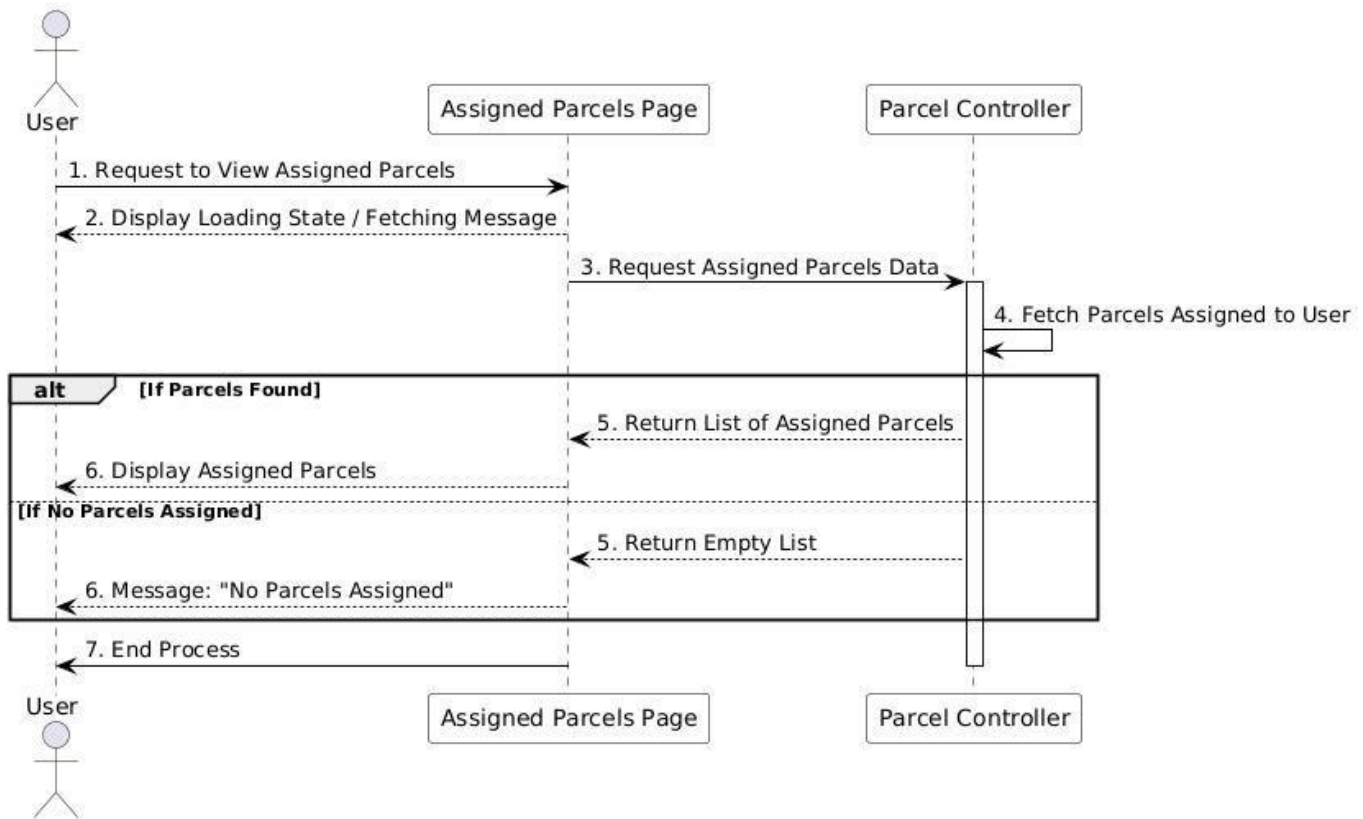 User
Assigned Parcels Page
Parcel Controller
1. Request to View Assigned Parcels
2. Display Loading State / Fetching Message
3. Request Assigned Parcels Data
4. Fetch Parcels Assigned to User
alt [If Parcels Found]
5. Return List of Assigned Parcels
6. Display Assigned Parcels
[If No Parcels Assigned]
5. Return Empty List
6. Message: "No Parcels Assigned"
7. End Process
User
Assigned Parcels Page
Parcel Controller